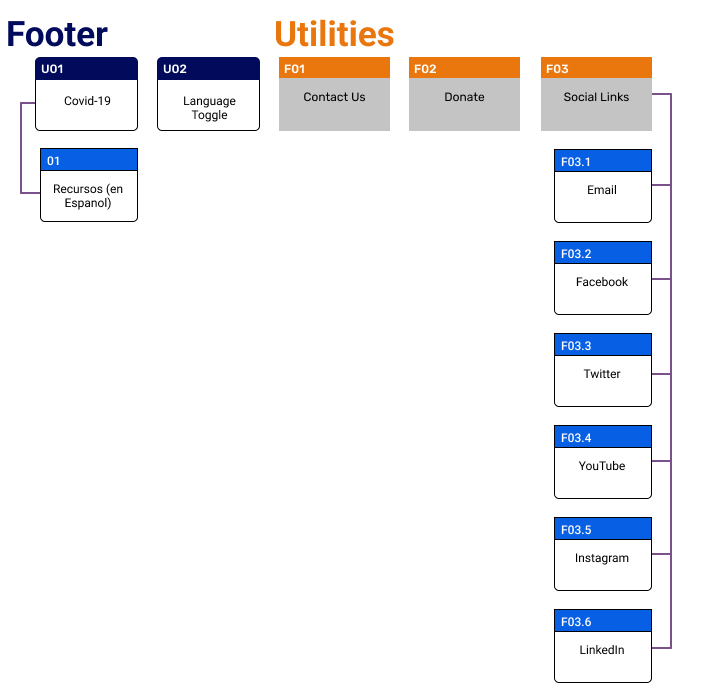 Footer
Utilities
U01
Covid-19
U02
Language
Toggle
F01
Contact Us
F02
Donate
F03
Social Links
01
Recursos (en
Espanol)
F03.1
Email
F03.2
Facebook
F03.3
Twitter
F03.4
YouTube
F03.5
Instagram
F03.6
LinkedIn